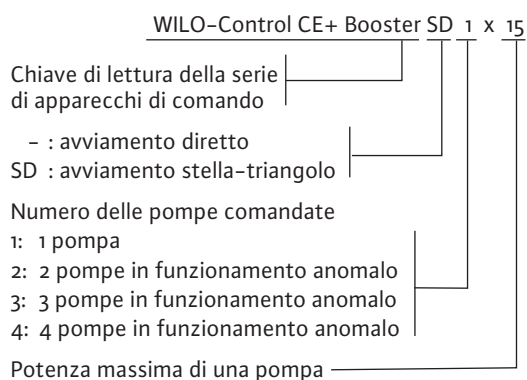 WILO-Control CE+ Booster SD 1 x 15
Chiave di lettura della serie
di apparecchi di comando
- : avviamento diretto
SD : avviamento stella-triangolo
Numero delle pompe comandate
1: 1 pompa
2: 2 pompe in funzionamento anomalo
3: 3 pompe in funzionamento anomalo
4: 4 pompe in funzionamento anomalo
Potenza massima di una pompa